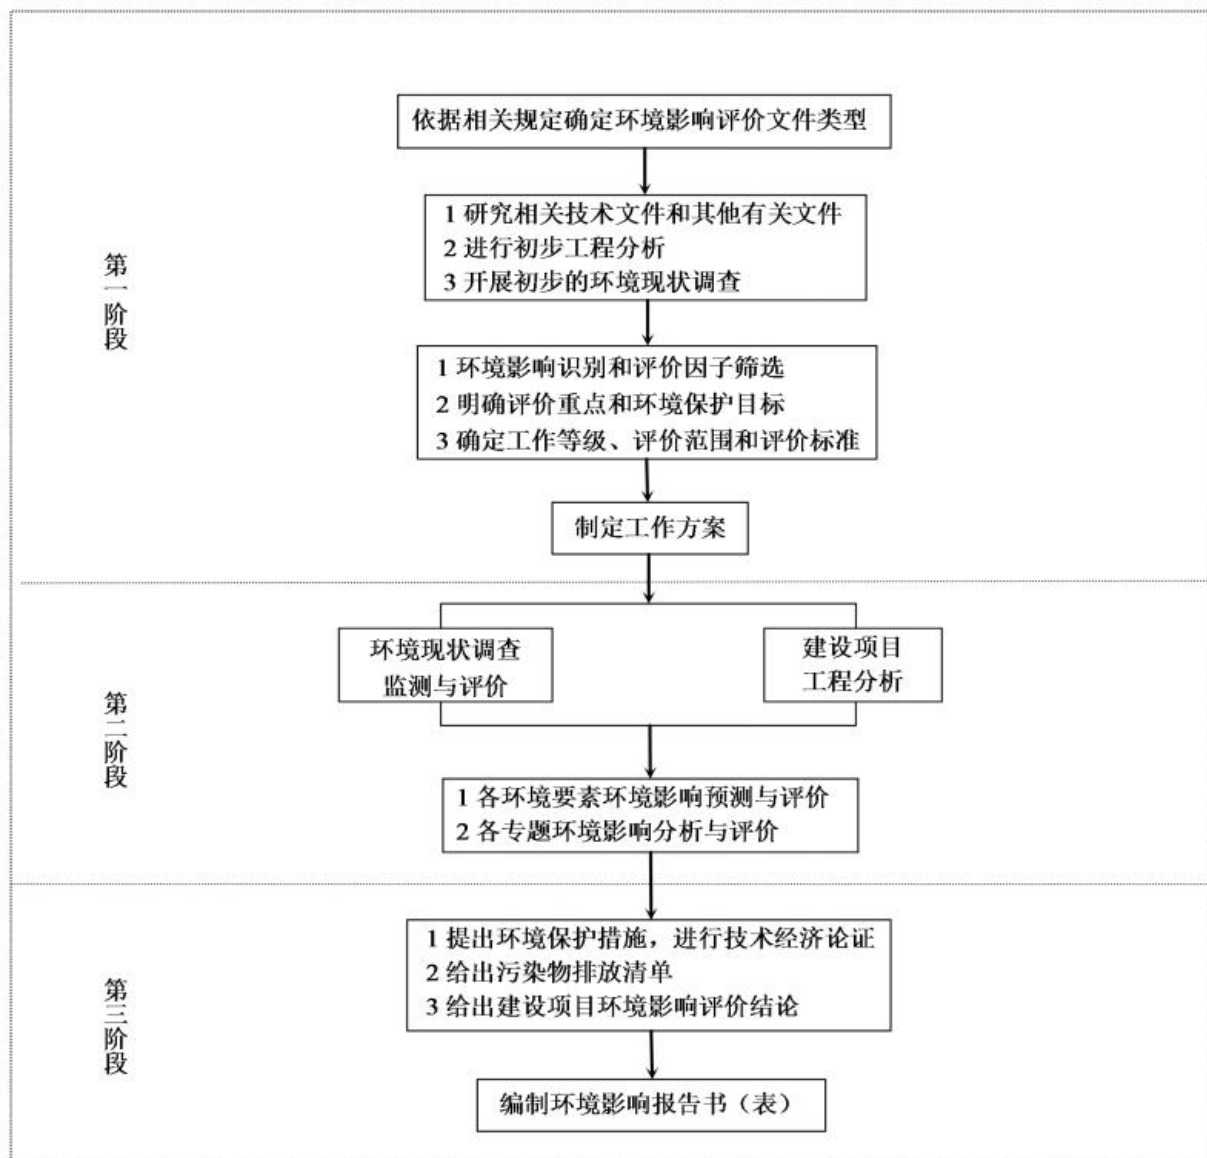 依据相关规定确定环境影响评价文件类型
1 研究相关技术文件和其他有关文件
2 进行初步工程分析
3 开展初步的环境现状调查
第一阶段
1 环境影响识别和评价因子筛选
2 明确评价重点和环境保护目标
3 确定工作等级、评价范围和评价标准
制定工作方案
环境现状调查
监测与评价
建设项目
工程分析
第二阶段
1 各环境要素环境影响预测与评价
2 各专题环境影响分析与评价
1 提出环境保护措施，进行技术经济论证
2 给出污染物排放清单
3 给出建设项目环境影响评价结论
第三阶段
编制环境影响报告书（表）